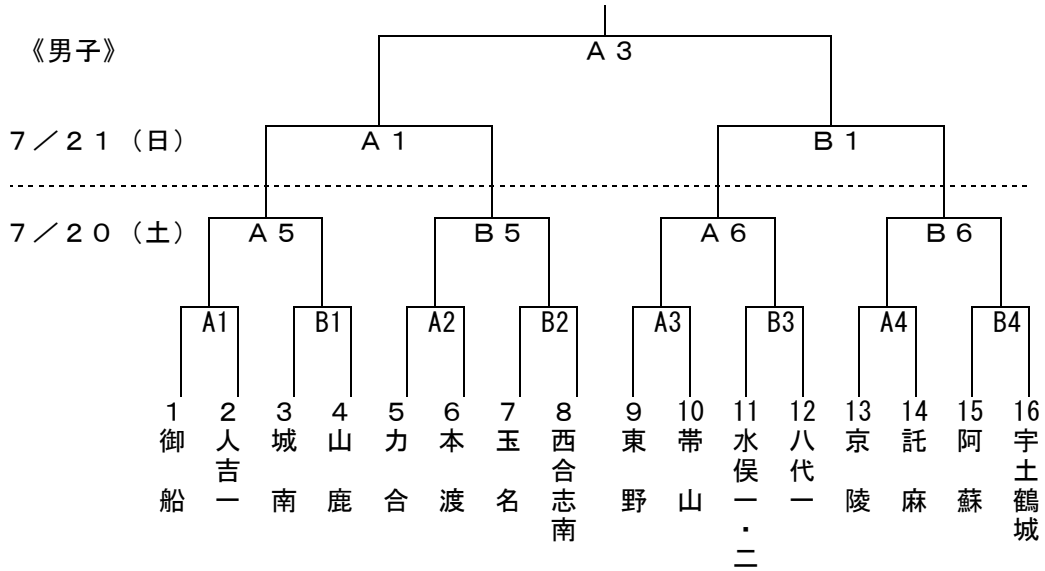 《男子》
A3
7/21(日)
A1
B1
7/20(土)
A5
B5
A6
B6
A1
B1
A2
B2
A3
B3
A4
B4
1
2
3
4
5
6
7
8
9
10
11
12
13
14
15
16
御船
人吉一
城南
山鹿
力合
本渡
玉名
西合志南
東野
帯山
水俣一・二
八代一
京陵
託麻
阿蘇
宇土鶴城